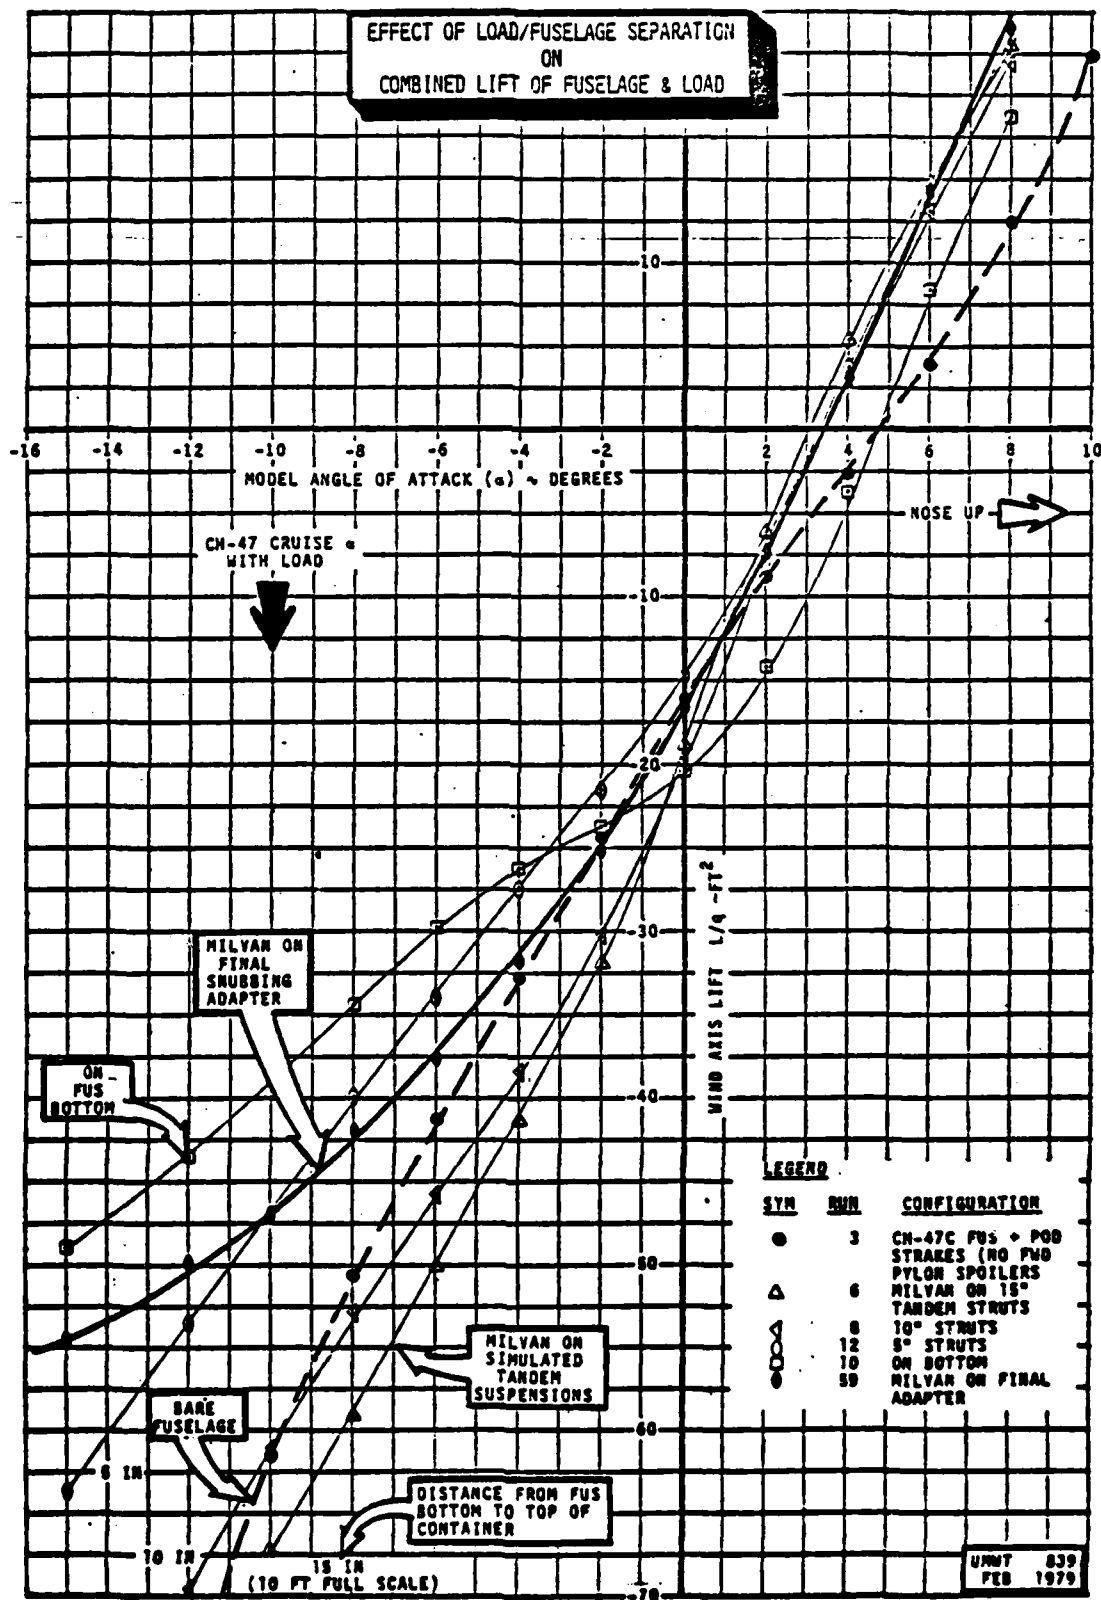 EFFECT OF LOAD/FUSELAGE SEPARATION
ON
COMBINED LIFT OF FUSELAGE & LOAD
10
-16 -14 -12 -10 -8 -6 -4 -2 2 4 6 8 10
MODEL ANGLE OF ATTACK (α) ~ DEGREES
NOSE UP
CH-47 CRUISE α
WITH LOAD
-10
-20
WIND AXIS LIFT L/q ~FT²
-30
MILVAN ON
FINAL
SNUBBING
ADAPTER
ON
FUS
BOTTOM
-40
LEGEND
SYM RUN CONFIGURATION
3 CH-47C FUS + POD
STRAKES (NO FWD
PYLON SPOILERS
6 MILVAN ON 15"
TANDEM STRUTS
8 10" STRUTS
12 5" STRUTS
10 ON BOTTOM
59 MILVAN ON FINAL
ADAPTER
-50
MILVAN ON
SIMULATED
TANDEM
SUSPENSIONS
BARE
FUSELAGE
-60
IN
DISTANCE FROM FUS
BOTTOM TO TOP OF
CONTAINER
10 IN
15 IN
(10 FT FULL SCALE)
-70
UMWT 839
FEB 1979